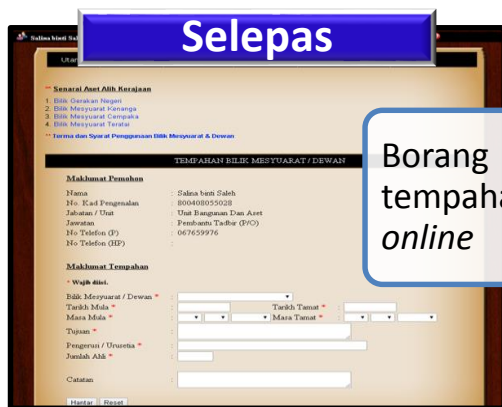 Selepas
Salina binti Sal
Utar
** Senarai Aset Alih Kerajaan
1. Bilik Gerakan Negeri
2. Bilik Mesyuarat Kenanga
3. Bilik Mesyuarat Cempaka
4. Bilik Mesyuarat Teratai
** Terma dan Syarat Penggunaan Bilik Mesyuarat & Dewan
Borang
tempaha
online
TEMPAHAN BILIK MESYUARAT / DEWAN
Maklumat Pemohon
Nama : Salina binti Saleh
No. Kad Pengenalan : 800408055028
Jabatan / Unit : Unit Bangunan Dan Aset
Jawatan : Pembantu Tadbir (P/O)
No Telefon (P) : 067659976
No Telefon (HP) :
Maklumat Tempahan
* Wajib diisi.
Bilik Mesyuarat / Dewan * :
Tarikh Mula * : Tarikh Tamat * :
Masa Mula * : Masa Tamat * :
Tujuan * :
Pengerusi / Urusetia * :
Jumlah Ahli * :
Catatan :
Hantar Reset